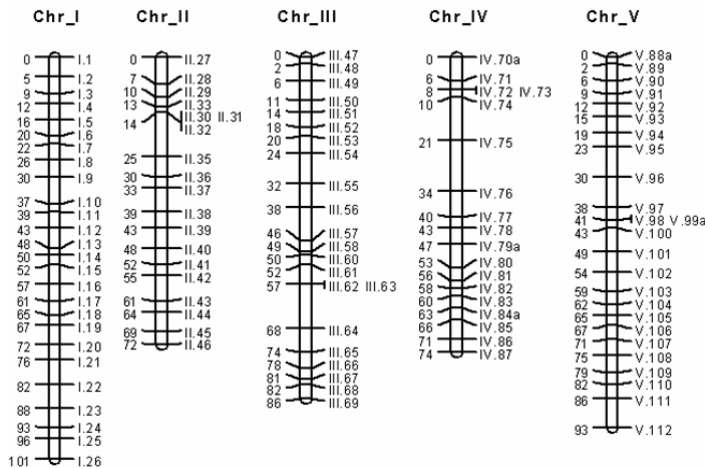 Chr_I
0 I.1
5 I.2
9 I.3
12 I.4
16 I.5
20 I.6
22 I.7
26 I.8
30 I.9
37 I.10
39 I.11
43 I.12
48 I.13
50 I.14
52 I.15
57 I.16
61 I.17
65 I.18
67 I.19
72 I.20
76 I.21
82 I.22
88 I.23
93 I.24
96 I.25
101 I.26
Chr_II
0 II.27
7 II.28
10 II.29
13 II.33
14 II.30 II.31
II.32
25 II.35
30 II.36
33 II.37
39 II.38
43 II.39
48 II.40
52 II.41
55 II.42
61 II.43
64 II.44
69 II.45
72 II.46
Chr_III
0 III.47
2 III.48
6 III.49
11 III.50
14 III.51
18 III.52
20 III.53
24 III.54
32 III.55
38 III.56
46 III.57
49 III.58
50 III.60
52 III.61
57 III.62 III.63
68 III.64
74 III.65
78 III.66
81 III.67
82 III.68
86 III.69
Chr_IV
0 IV.70a
6 IV.71
8 IV.72 IV.73
10 IV.74
21 IV.75
34 IV.76
40 IV.77
43 IV.78
47 IV.79a
53 IV.80
56 IV.81
58 IV.82
60 IV.83
63 IV.84a
66 IV.85
71 IV.86
74 IV.87
Chr_V
0 V.88a
2 V.89
6 V.90
9 V.91
12 V.92
15 V.93
19 V.94
23 V.95
30 V.96
38 V.97
41 V.98 V.99a
43 V.100
49 V.101
54 V.102
59 V.103
62 V.104
65 V.105
67 V.106
71 V.107
75 V.108
79 V.109
82 V.110
86 V.111
93 V.112